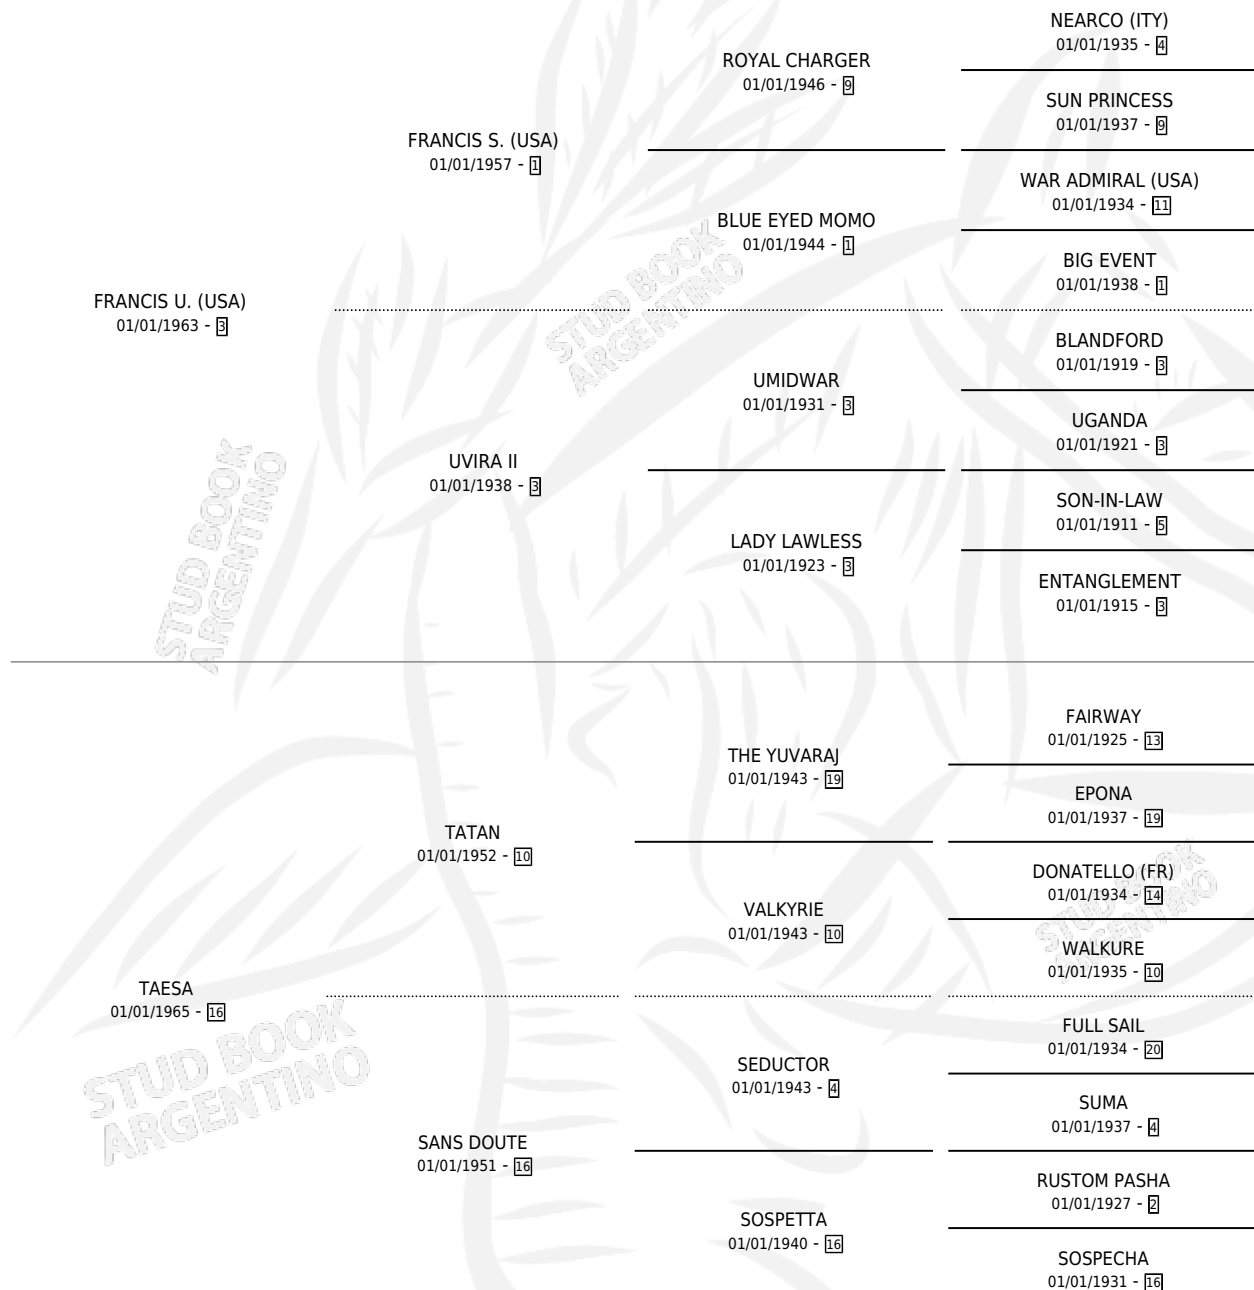 NEARCO (ITY)
01/01/1935 - 4
ROYAL CHARGER
01/01/1946 - 9
SUN PRINCESS
01/01/1937 - 9
FRANCIS S. (USA)
01/01/1957 - 1
WAR ADMIRAL (USA)
01/01/1934 - 11
BLUE EYED MOMO
01/01/1944 - 1
BIG EVENT
01/01/1938 - 1
FRANCIS U. (USA)
01/01/1963 - 3
STUD BOOK
ARGENTINO
BLANDFORD
01/01/1919 - 3
UMIDWAR
01/01/1931 - 3
UGANDA
01/01/1921 - 3
UVIRA II
01/01/1938 - 3
SON-IN-LAW
01/01/1911 - 5
LADY LAWLESS
01/01/1923 - 3
ENTANGLEMENT
01/01/1915 - 3
STUD BOOK
ARGENTINO
FAIRWAY
01/01/1925 - 13
THE YUVARAJ
01/01/1943 - 19
EPONA
01/01/1937 - 19
TATAN
01/01/1952 - 10
DONATELLO (FR)
01/01/1934 - 14
VALKYRIE
01/01/1943 - 10
WALKURE
01/01/1935 - 10
STUD BOOK
ARGENTINO
TAESA
01/01/1965 - 16
FULL SAIL
01/01/1934 - 20
SEDUCTOR
01/01/1943 - 4
SUMA
01/01/1937 - 4
STUD BOOK
ARGENTINO
SANS DOUTE
01/01/1951 - 16
RUSTOM PASHA
01/01/1927 - 2
SOSPETTA
01/01/1940 - 16
SOSPECHA
01/01/1931 - 16